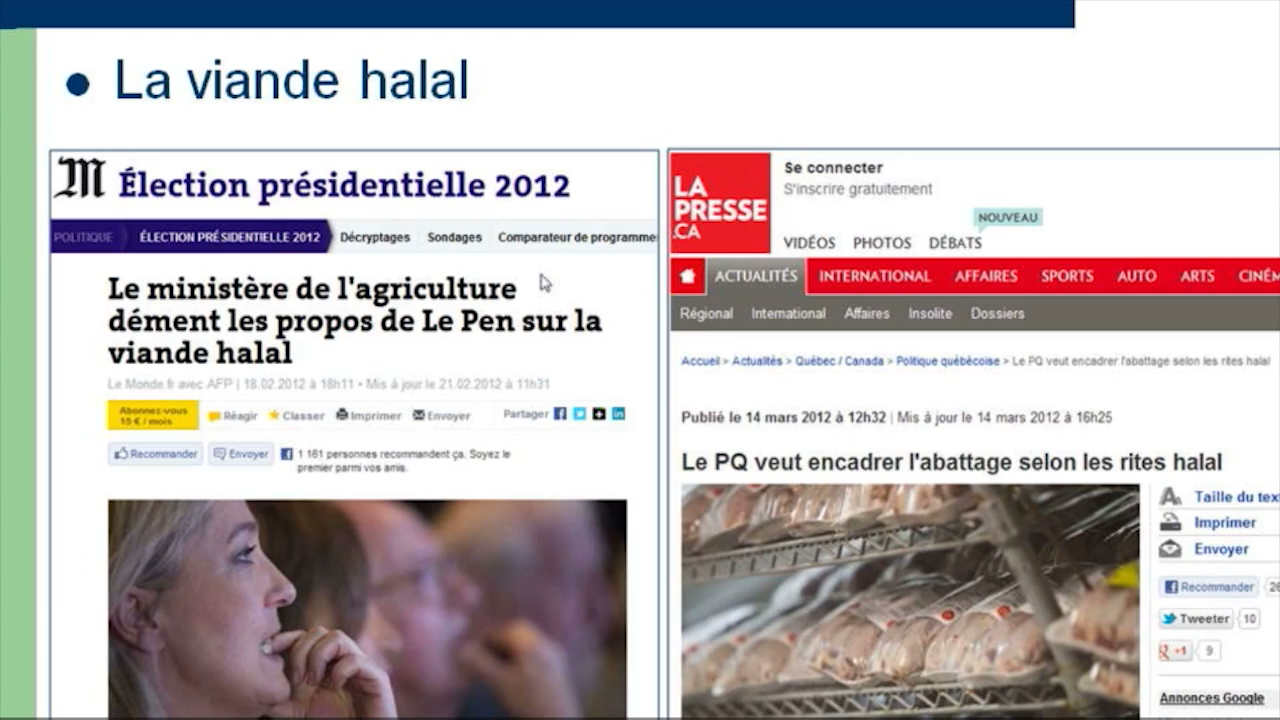 • La viande halal
M Élection présidentielle 2012
POLITIQUE ÉLECTION PRÉSIDENTIELLE 2012 Décryptages Sondages Comparateur de programme
Le ministère de l'agriculture
dément les propos de Le Pen sur la
viande halal
Le Monde.fr avec AFP | 18.02.2012 à 18h11 • Mis à jour le 21.02.2012 à 11h31
Abonnez-vous
15 € / mois
Réagir Classer Imprimer Envoyer Partager
Recommander Envoyer 1 161 personnes recommandent ça. Soyez le
premier parmi vos amis.
LA
PRESSE
.CA
Se connecter
S'inscrire gratuitement
NOUVEAU
VIDÉOS PHOTOS DÉBATS
ACTUALITÉS INTERNATIONAL AFFAIRES SPORTS AUTO ARTS CINÉM
Régional International Affaires Insolite Dossiers
Accueil > Actualités > Québec / Canada > Politique québécoise > Le PQ veut encadrer l'abattage selon les rites halal
Publié le 14 mars 2012 à 12h32 | Mis à jour le 14 mars 2012 à 16h25
Le PQ veut encadrer l'abattage selon les rites halal
Taille du tex
Imprimer
Envoyer
Recommander 26
Tweeter 10
+1 9
Annonces Google